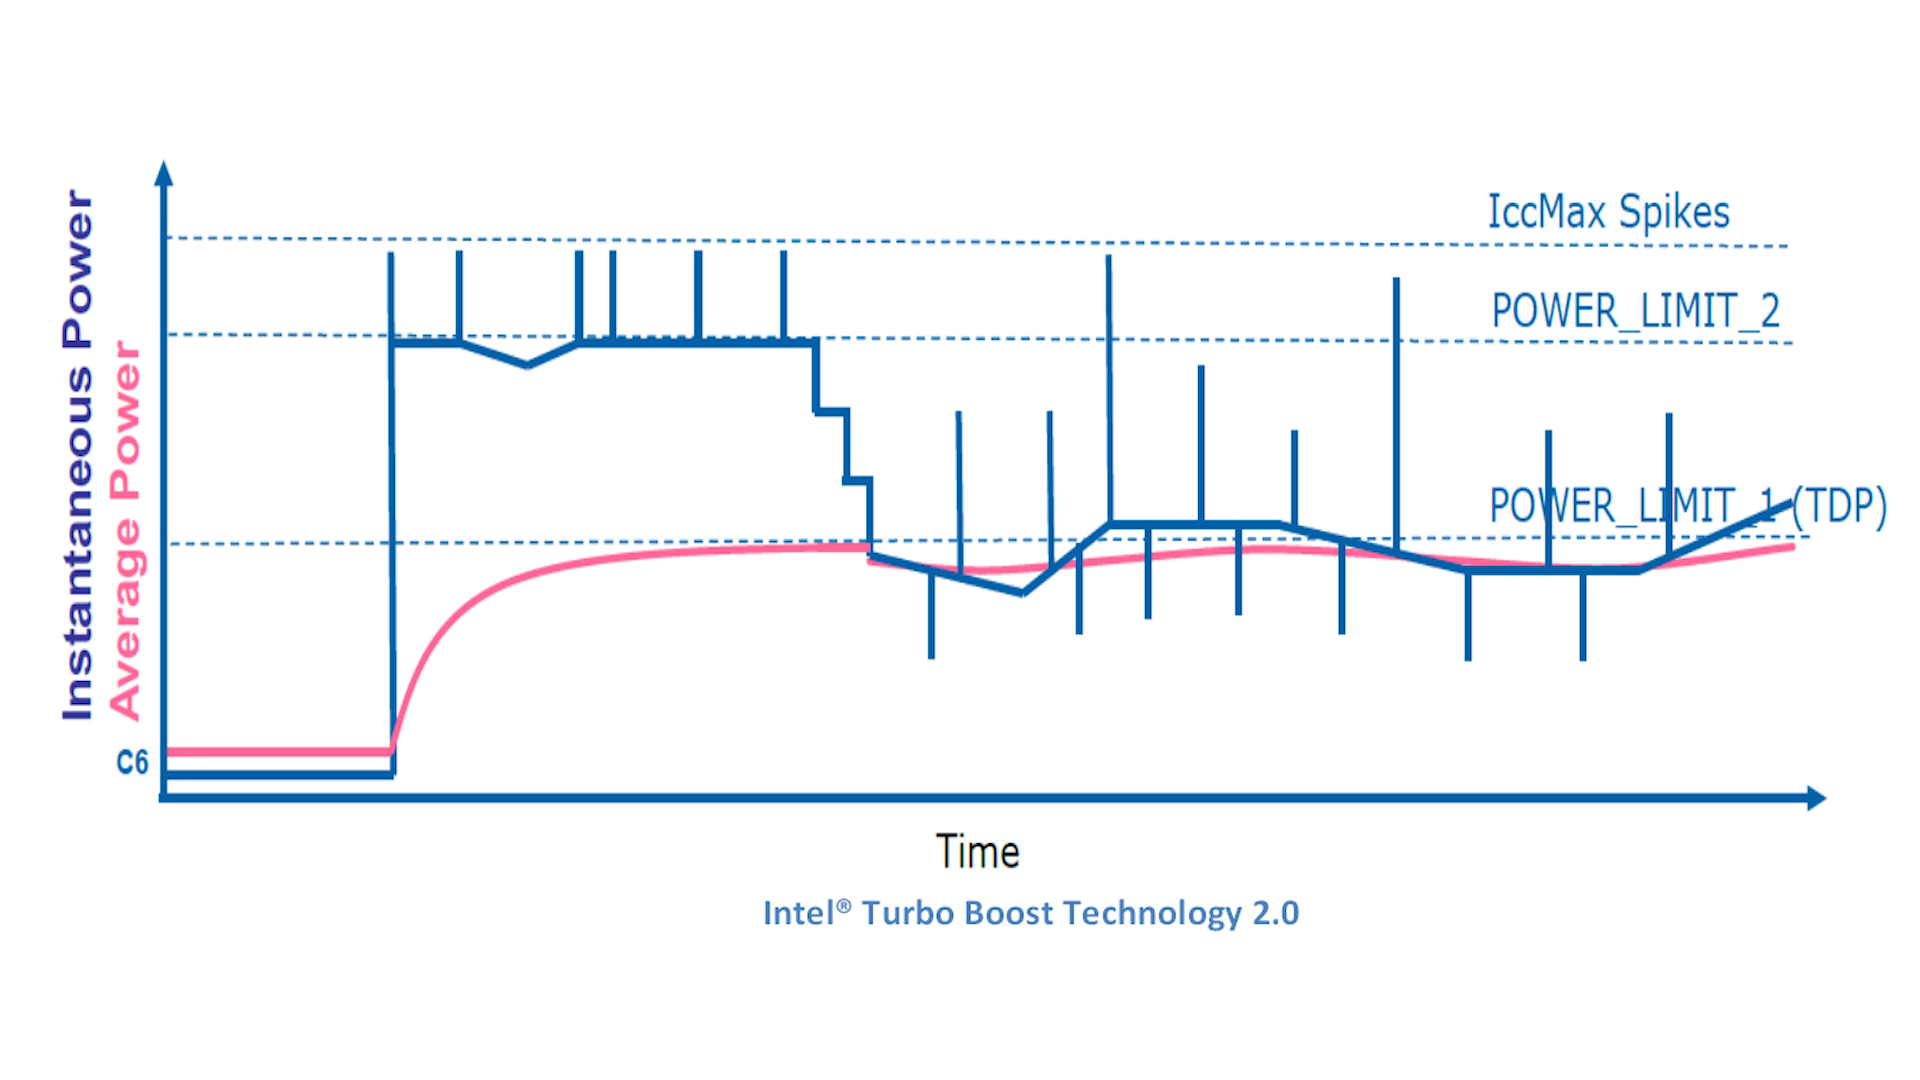 Instantaneous Power
Average Power
IccMax Spikes
POWER_LIMIT_2
POWER_LIMIT_1 (TDP)
C6
Time
Intel® Turbo Boost Technology 2.0